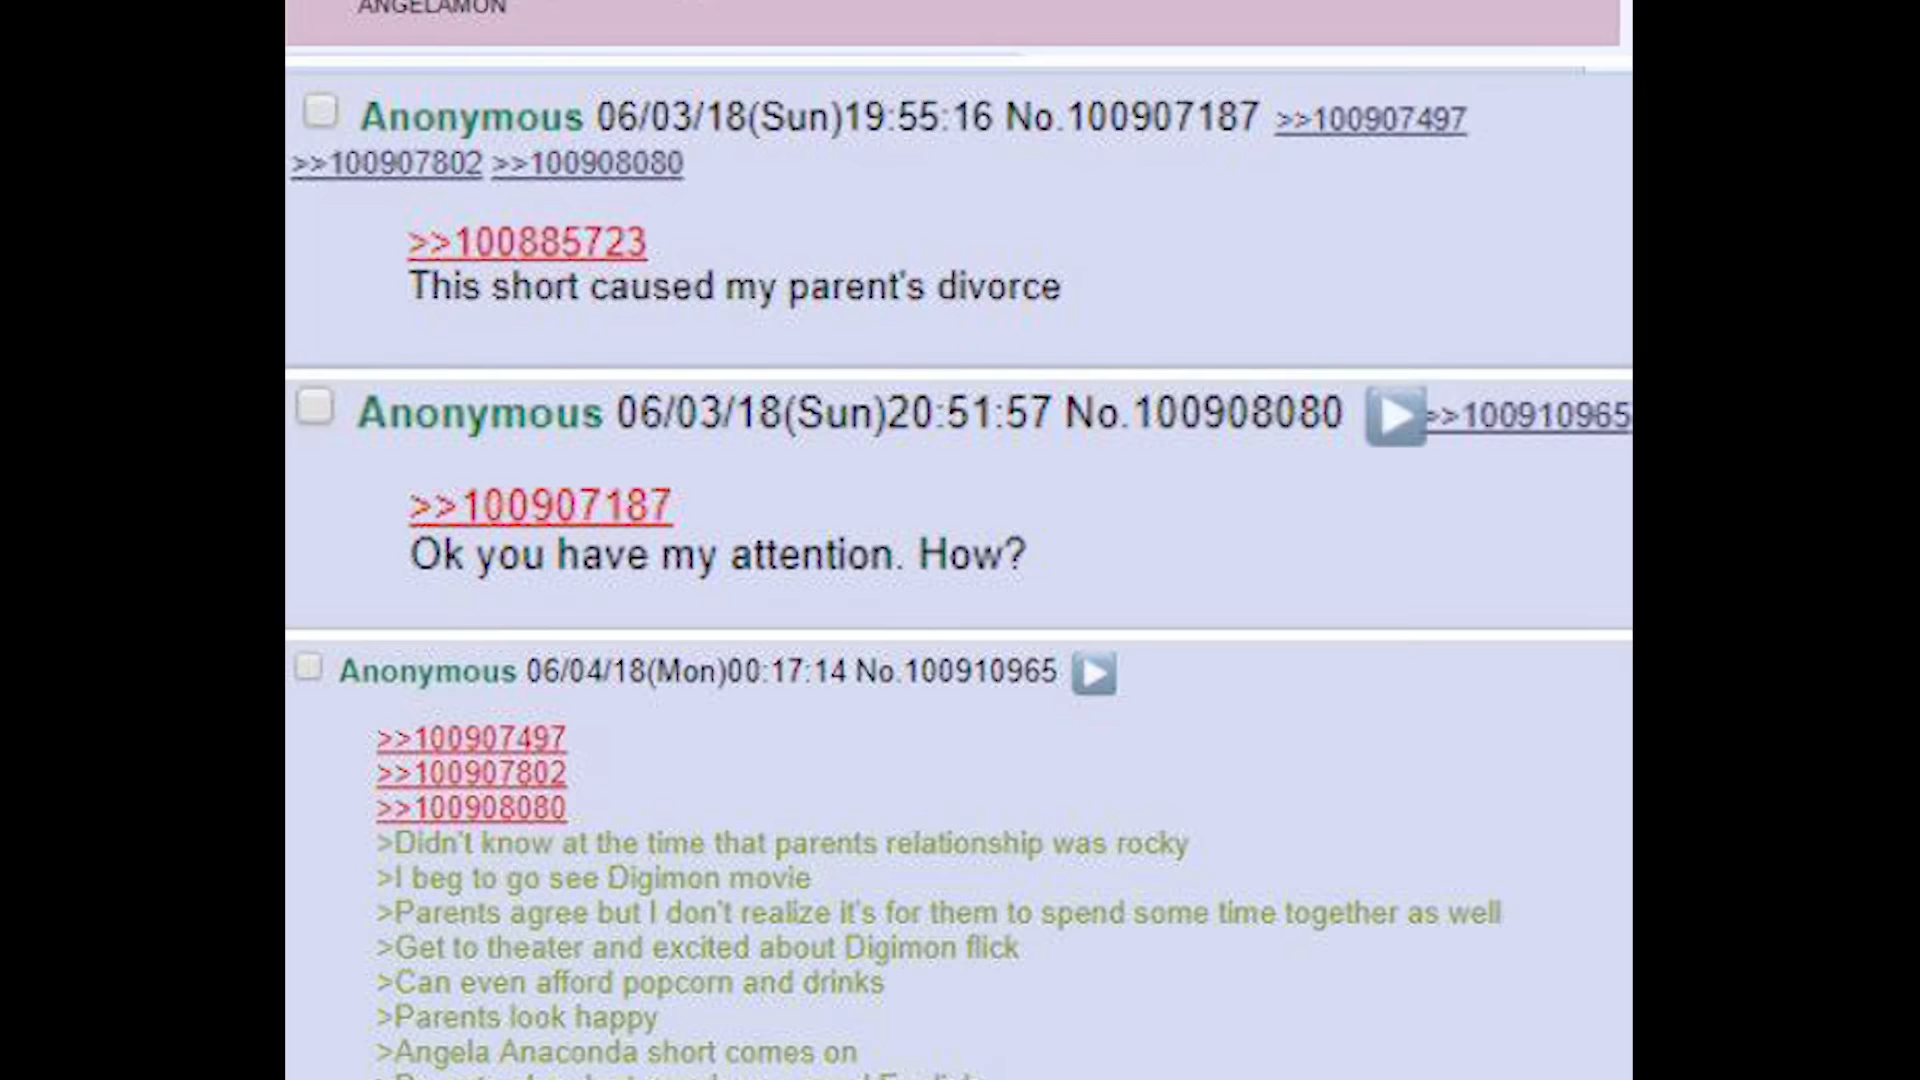 ANGELAMON
Anonymous 06/03/18(Sun)19:55:16 No.100907187 >>100907497
>>100907802 >>100908080
>>100885723
This short caused my parent's divorce
Anonymous 06/03/18(Sun)20:51:57 No.100908080 >>100910965
>>100907187
Ok you have my attention. How?
Anonymous 06/04/18(Mon)00:17:14 No.100910965
>>100907497
>>100907802
>>100908080
>Didn't know at the time that parents relationship was rocky
>I beg to go see Digimon movie
>Parents agree but I don't realize it's for them to spend some time together as well
>Get to theater and excited about Digimon flick
>Can even afford popcorn and drinks
>Parents look happy
>Angela Anaconda short comes on